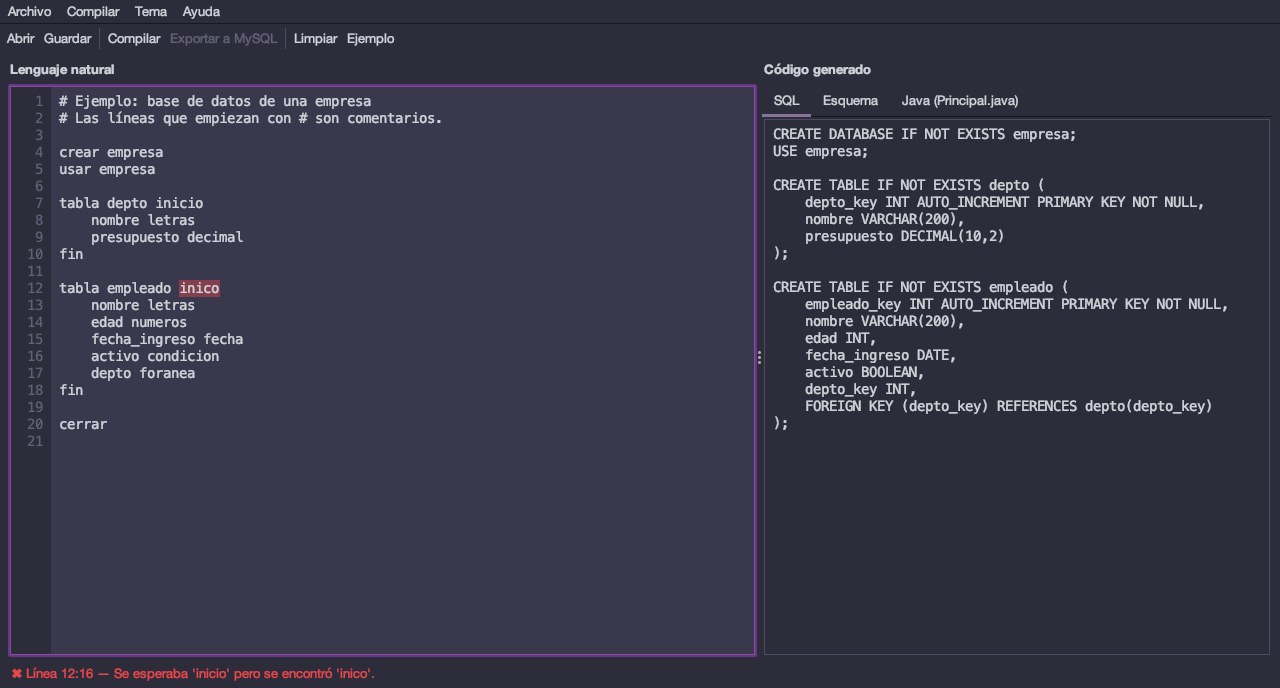 Archivo Compilar Tema Ayuda
Abrir Guardar Compilar Exportar a MySQL Limpiar Ejemplo
Lenguaje natural
1 # Ejemplo: base de datos de una empresa
2 # Las líneas que empiezan con # son comentarios.
3
4 crear empresa
5 usar empresa
6
7 tabla depto inicio
8 nombre letras
9 presupuesto decimal
10 fin
11
12 tabla empleado inico
13 nombre letras
14 edad numeros
15 fecha_ingreso fecha
16 activo condicion
17 depto foranea
18 fin
19
20 cerrar
21
Código generado
SQL Esquema Java (Principal.java)
CREATE DATABASE IF NOT EXISTS empresa;
USE empresa;
CREATE TABLE IF NOT EXISTS depto (
depto_key INT AUTO_INCREMENT PRIMARY KEY NOT NULL,
nombre VARCHAR(200),
presupuesto DECIMAL(10,2)
);
CREATE TABLE IF NOT EXISTS empleado (
empleado_key INT AUTO_INCREMENT PRIMARY KEY NOT NULL,
nombre VARCHAR(200),
edad INT,
fecha_ingreso DATE,
activo BOOLEAN,
depto_key INT,
FOREIGN KEY (depto_key) REFERENCES depto(depto_key)
);
✖ Línea 12:16 — Se esperaba 'inicio' pero se encontró 'inico'.